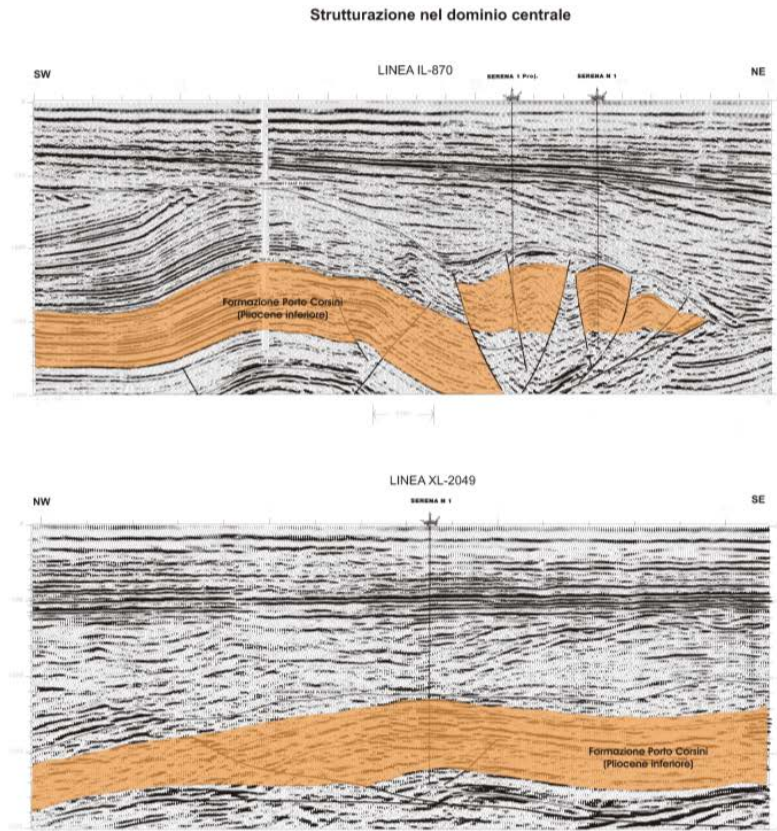 Strutturazione nel dominio centrale
LINEA IL-870
SW
SERENA 1 Proj.
SERENA N 1
NE
Formazione Porto Corsini
(Pliocene inferiore)
LINEA XL-2049
NW
SERENA N 1
SE
Formazione Porto Corsini
(Pliocene inferiore)